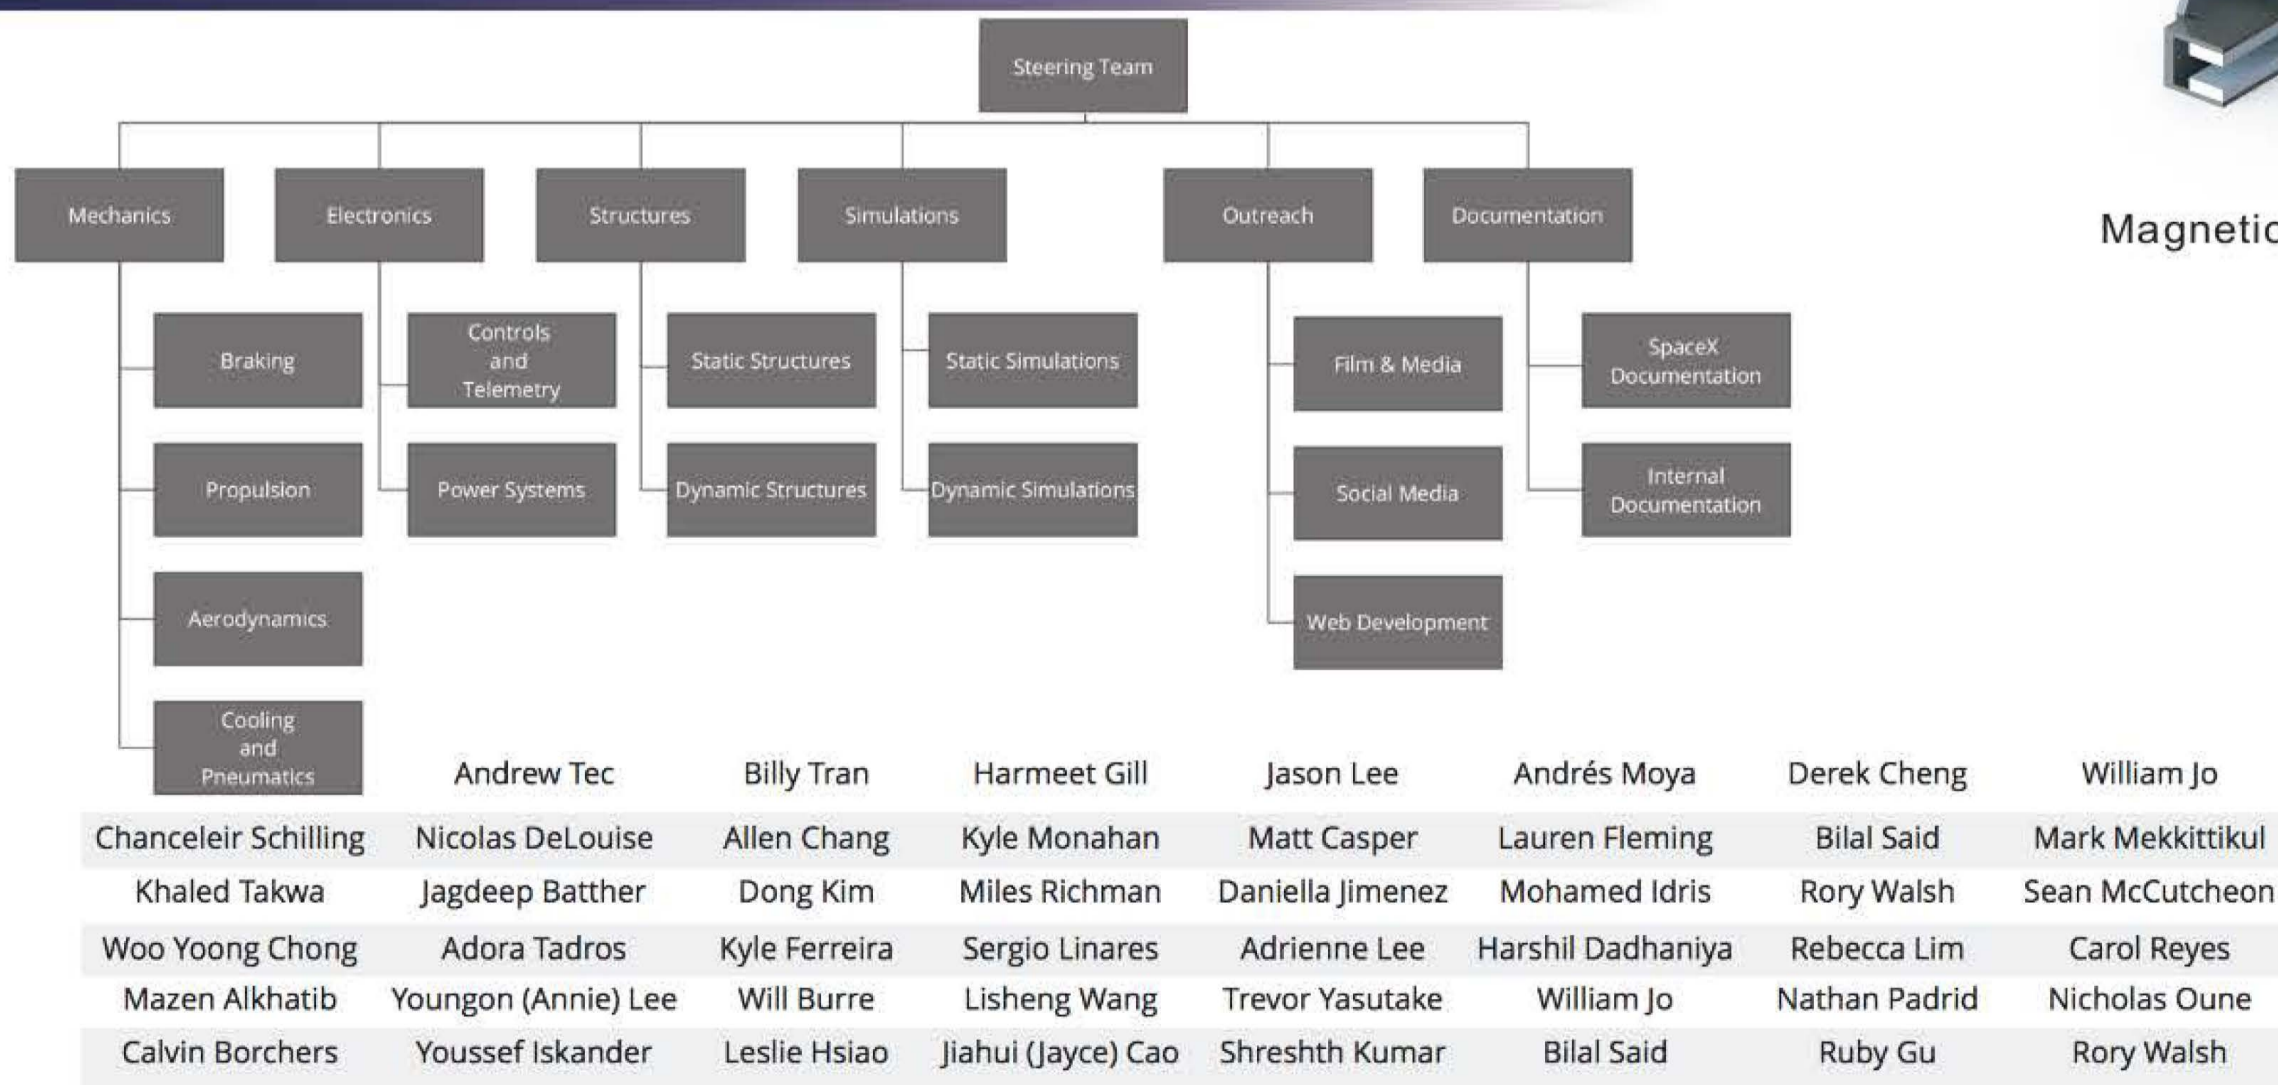 Steering Team
Mechanics
Electronics
Structures
Simulations
Outreach
Documentation
Magnetic
Braking
Controls
and
Telemetry
Static Structures
Static Simulations
Film & Media
SpaceX
Documentation
Propulsion
Power Systems
Dynamic Structures
Dynamic Simulations
Social Media
Internal
Documentation
Aerodynamics
Web Development
Cooling
and
Pneumatics
Andrew Tec Billy Tran Harmeet Gill Jason Lee Andrés Moya Derek Cheng William Jo
Chanceleir Schilling Nicolas DeLouise Allen Chang Kyle Monahan Matt Casper Lauren Fleming Bilal Said Mark Mekkittikul
Khaled Takwa Jagdeep Batther Dong Kim Miles Richman Daniella Jimenez Mohamed Idris Rory Walsh Sean McCutcheon
Woo Yoong Chong Adora Tadros Kyle Ferreira Sergio Linares Adrienne Lee Harshil Dadhaniya Rebecca Lim Carol Reyes
Mazen Alkhatib Youngon (Annie) Lee Will Burre Lisheng Wang Trevor Yasutake William Jo Nathan Padrid Nicholas Oune
Calvin Borchers Youssef Iskander Leslie Hsiao Jiahui (Jayce) Cao Shreshth Kumar Bilal Said Ruby Gu Rory Walsh